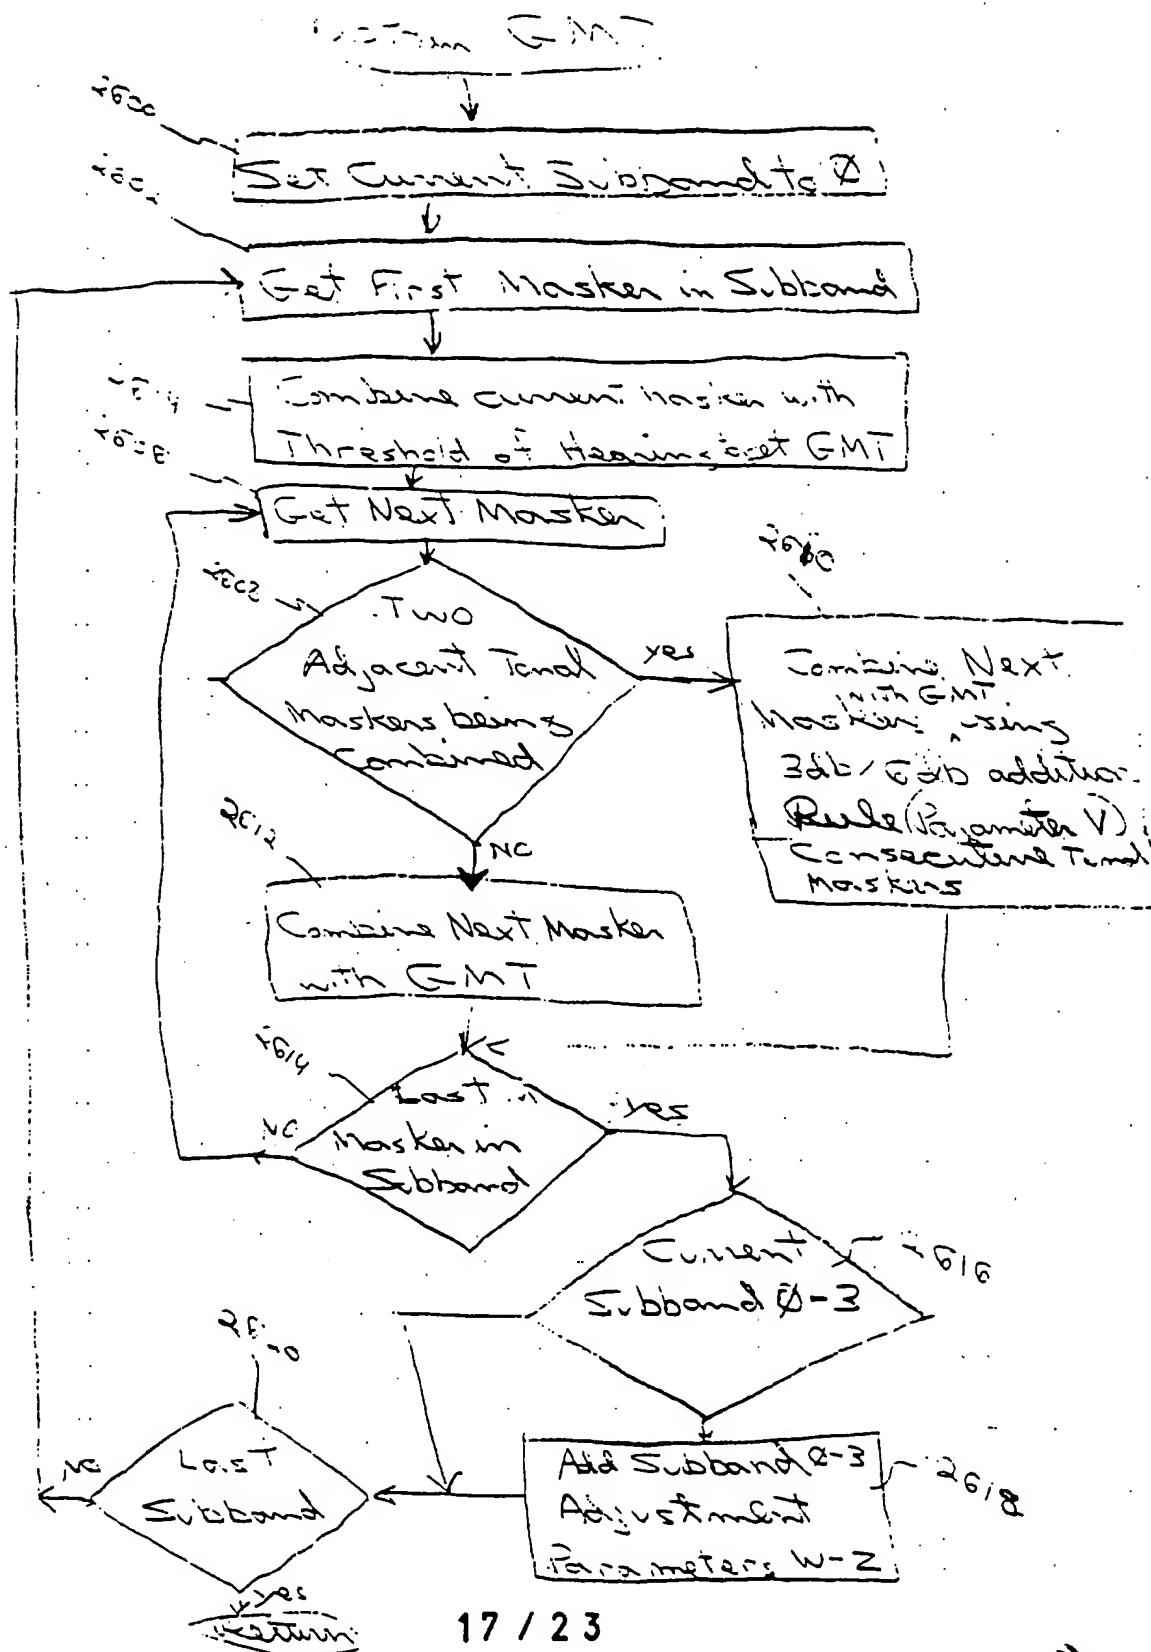 GMT
Set Current Subband to Ø
Get First Masker in Subband
Combine current masker with
Threshold of Hearing & get GMT
Get Next Masker
Two
Adjacent Tonal
Maskers being
Combined
yes
Combine Next
with GMT
Masker ‸ using
3db/6db addition
Rule (Parameter V)
Consecutive Tonal
Maskers
2612
NO
Combine Next Masker
with GMT
2614
Last
Masker in
Subband
yes
NO
Current
Subband Ø-3
2616
Last
Subband
NO
Add Subband Ø-3
Adjustment
Parameters W-Z
2618
yes
Return
17/23